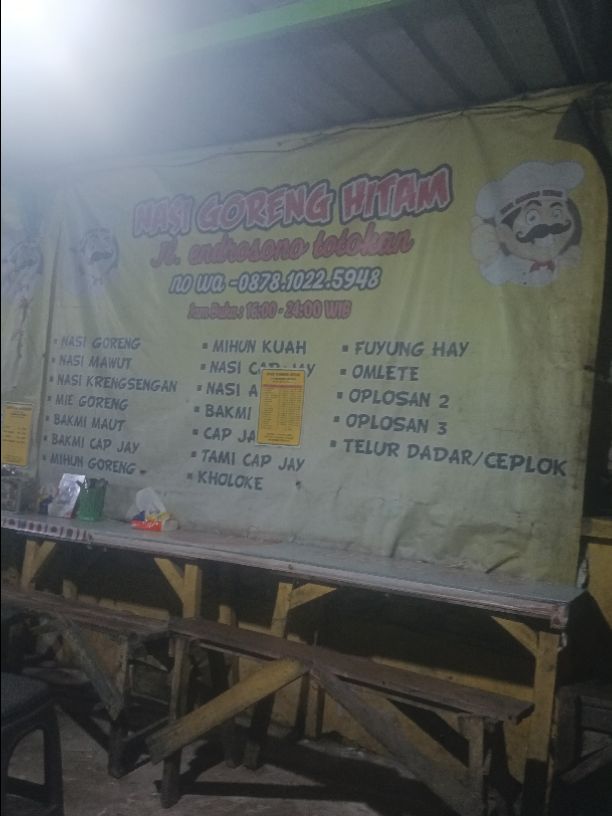 NASI GORENG HITAM
Jl. endrosono lotokan
no wa -0878.1022.5948
Jam Buka : 16:00 - 24:00 WIB
NASI GORENG
NASI MAWUT
NASI KRENGSENGAN
MIE GORENG
BAKMI MAUT
BAKMI CAP JAY
MIHUN GORENG
MIHUN KUAH
NASI CAP JAY
NASI A
BAKMI
CAP JA
TAMI CAP JAY
KHOLOKE
FUYUNG HAY
OMLETE
OPLOSAN 2
OPLOSAN 3
TELUR DADAR/CEPLOK